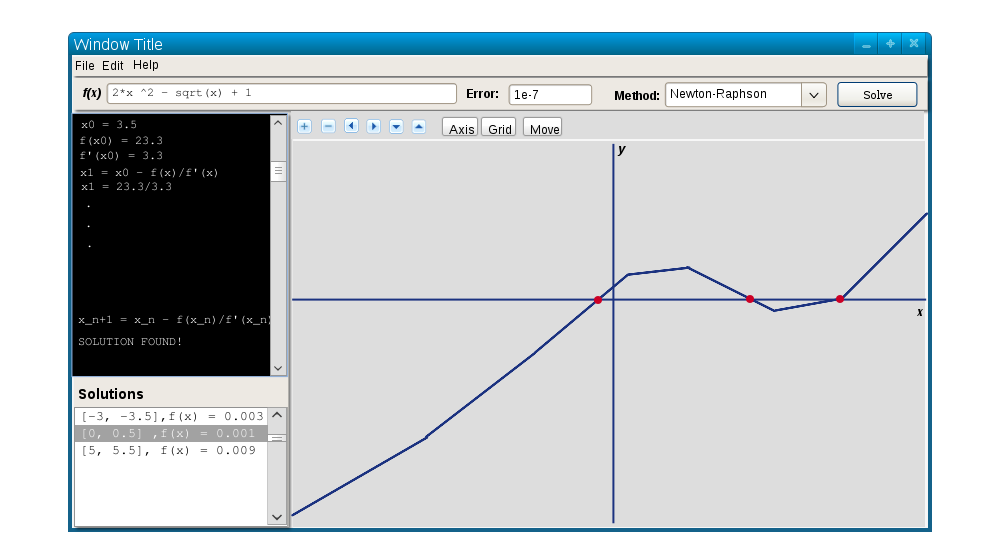 Window Title
File Edit Help
f(x) 2*x ^2 - sqrt(x) + 1 Error: 1e-7 Method: Newton-Raphson Solve
x0 = 3.5
f(x0) = 23.3
f'(x0) = 3.3
x1 = x0 - f(x)/f'(x)
x1 = 23.3/3.3
.
.
.
x_n+1 = x_n - f(x_n)/f'(x_n)
SOLUTION FOUND!
Solutions
[-3, -3.5],f(x) = 0.003
[0, 0.5] ,f(x) = 0.001
[5, 5.5], f(x) = 0.009
Axis Grid Move
y
x